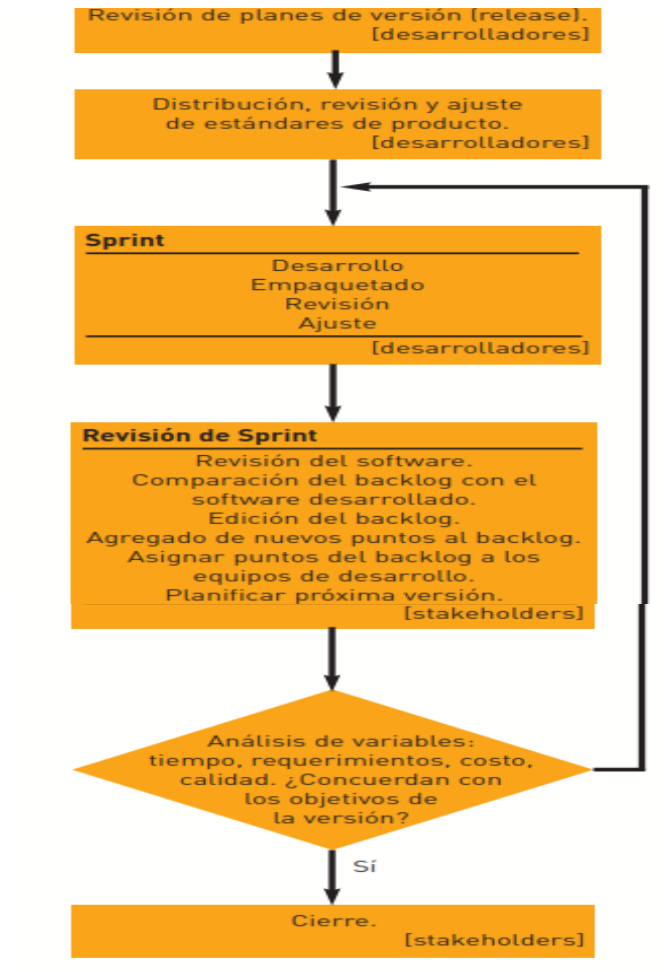 Revisión de planes de versión (release).
[desarrolladores]
Distribución, revisión y ajuste
de estándares de producto.
[desarrolladores]
Sprint
Desarrollo
Empaquetado
Revisión
Ajuste
[desarrolladores]
Revisión de Sprint
Revisión del software.
Comparación del backlog con el
software desarrollado.
Edición del backlog.
Agregado de nuevos puntos al backlog.
Asignar puntos del backlog a los
equipos de desarrollo.
Planificar próxima versión.
[stakeholders]
Análisis de variables:
tiempo, requerimientos, costo,
calidad. ¿Concuerdan con
los objetivos de
la versión?
Sí
Cierre.
[stakeholders]